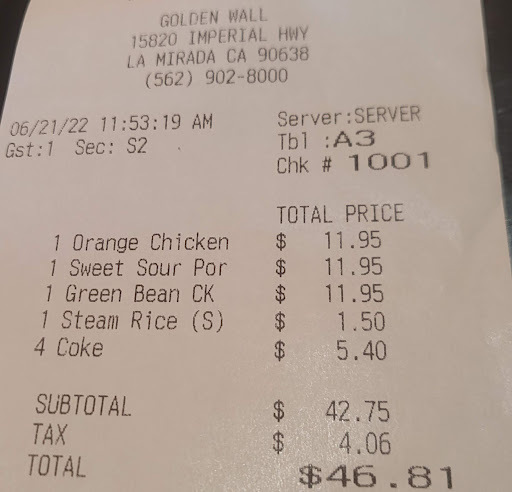 GOLDEN WALL
15820 IMPERIAL HWY
LA MIRADA CA 90638
(562) 902-8000
06/21/22 11:53:19 AM Server:SERVER
Gst:1 Sec: S2 Tbl :A3
Chk # 1001
TOTAL PRICE
1 Orange Chicken $ 11.95
1 Sweet Sour Por $ 11.95
1 Green Bean CK $ 11.95
1 Steam Rice (S) $ 1.50
4 Coke $ 5.40
SUBTOTAL $ 42.75
TAX $ 4.06
TOTAL $46.81